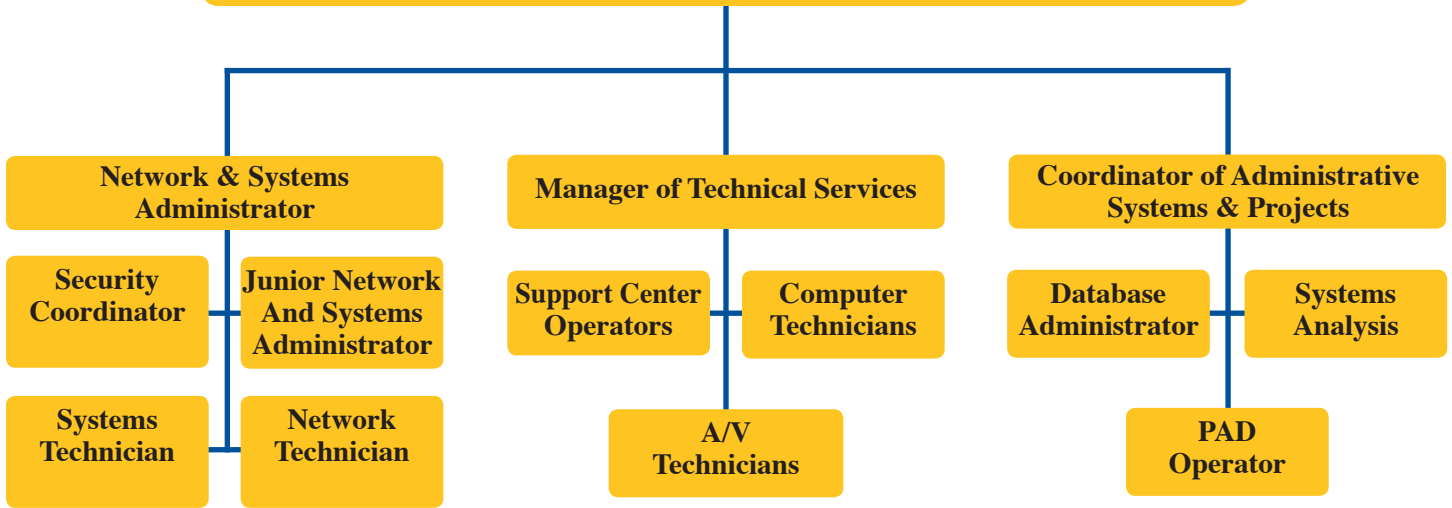 Network & Systems
Administrator
Manager of Technical Services
Coordinator of Administrative
Systems & Projects
Security
Coordinator
Junior Network
And Systems
Administrator
Support Center
Operators
Computer
Technicians
Database
Administrator
Systems
Analysis
Systems
Technician
Network
Technician
A/V
Technicians
PAD
Operator